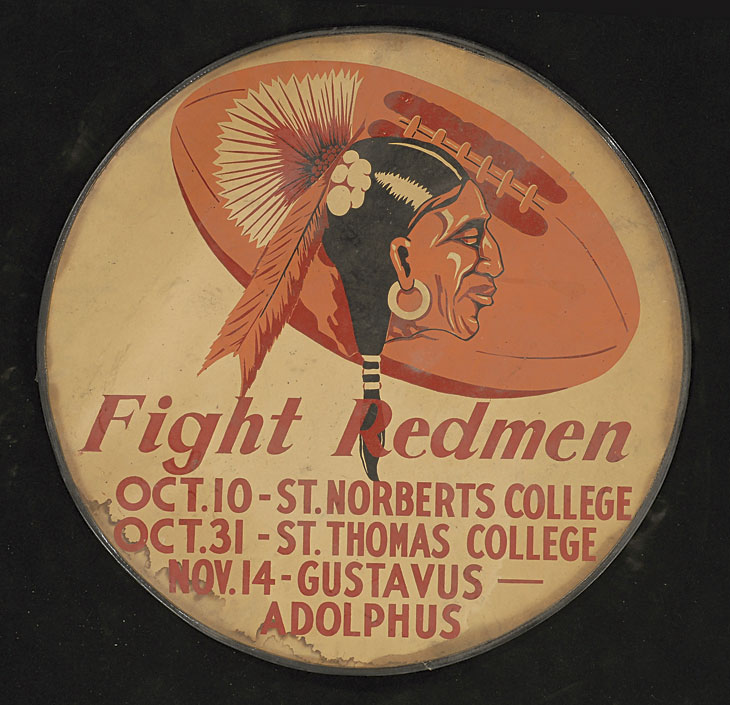 Fight Redmen
OCT.10-ST.NORBERTS COLLEGE
OCT.31-ST.THOMAS COLLEGE
NOV.14-GUSTAVUS—
ADOLPHUS